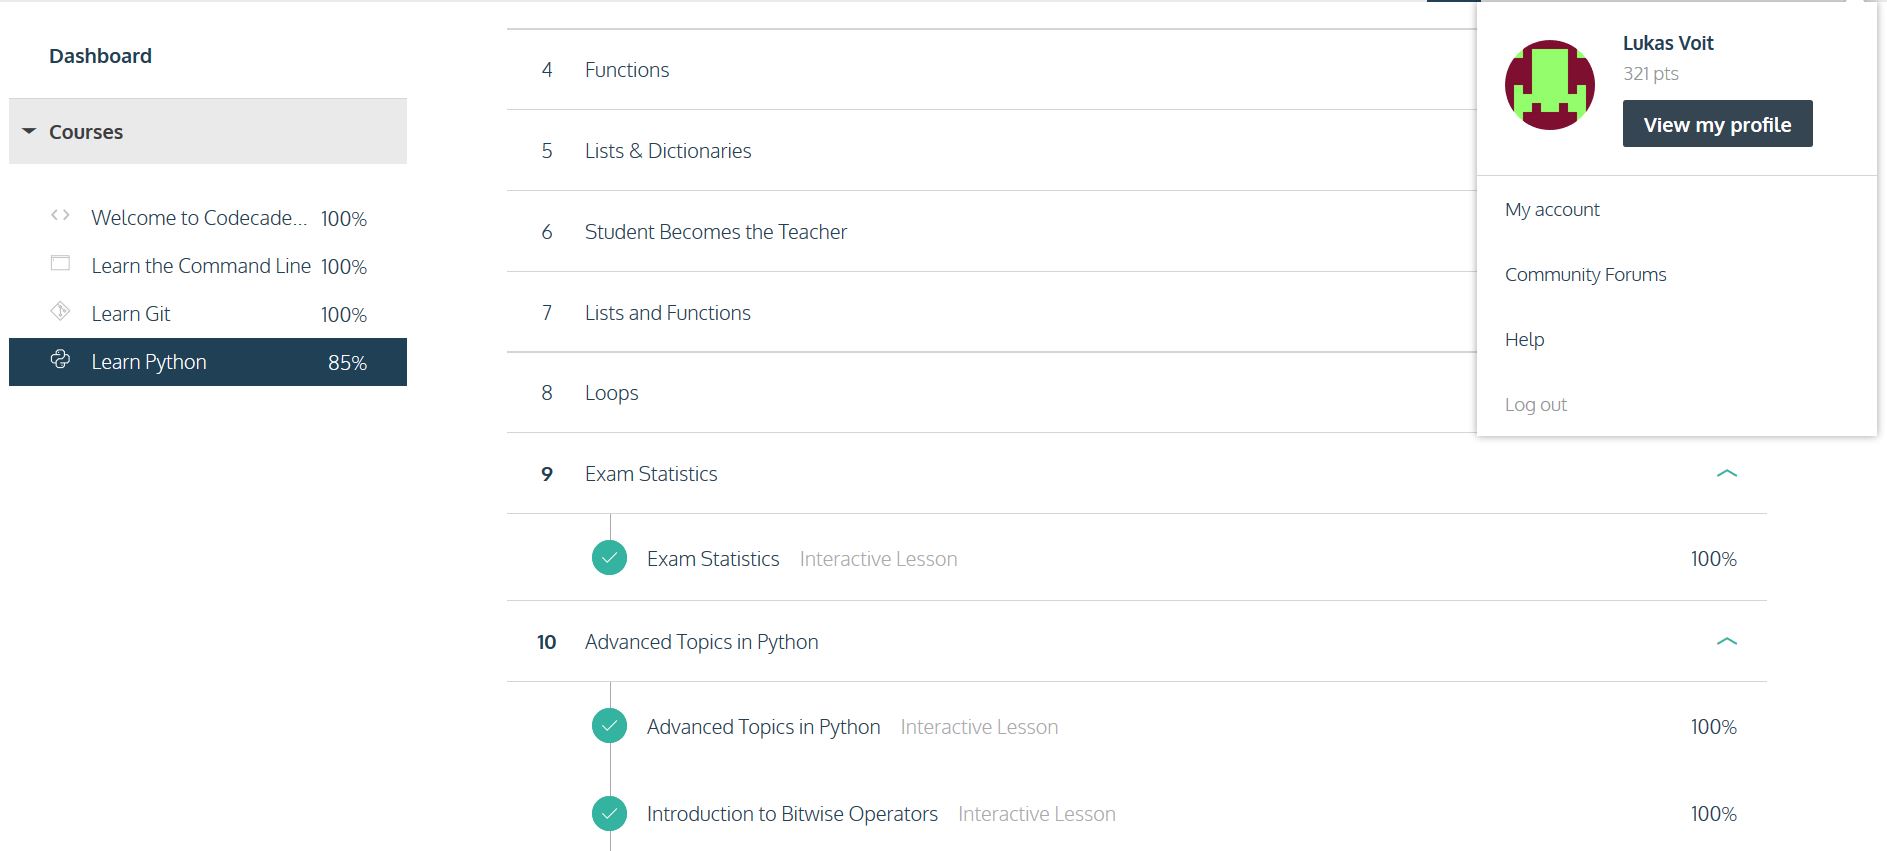 Dashboard
Courses
Welcome to Codecade... 100%
Learn the Command Line 100%
Learn Git 100%
Learn Python 85%
4 Functions
5 Lists & Dictionaries
6 Student Becomes the Teacher
7 Lists and Functions
8 Loops
9 Exam Statistics
Exam Statistics Interactive Lesson 100%
10 Advanced Topics in Python
Advanced Topics in Python Interactive Lesson 100%
Introduction to Bitwise Operators Interactive Lesson 100%
Lukas Voit
321 pts
View my profile
My account
Community Forums
Help
Log out